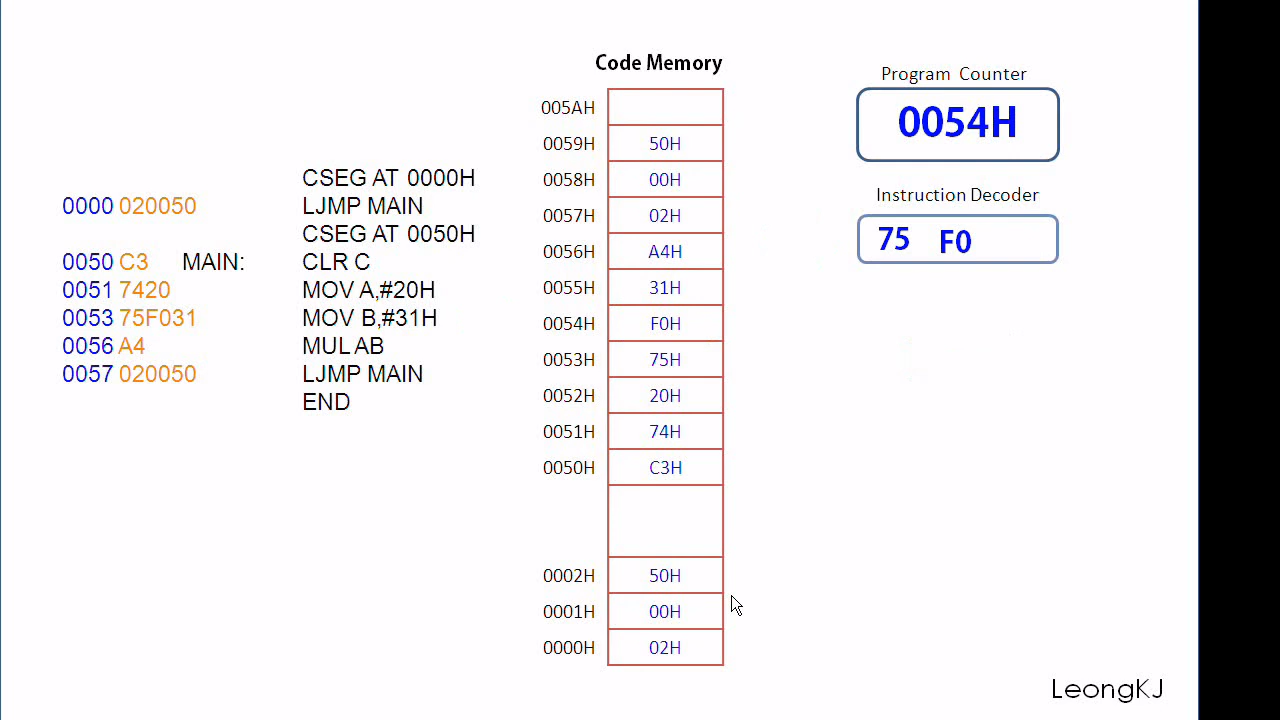 Code Memory
Program Counter
0054H
Instruction Decoder
75 F0
CSEG AT 0000H
0000 020050 LJMP MAIN
CSEG AT 0050H
0050 C3 MAIN: CLR C
0051 7420 MOV A,#20H
0053 75F031 MOV B,#31H
0056 A4 MUL AB
0057 020050 LJMP MAIN
END
005AH
0059H 50H
0058H 00H
0057H 02H
0056H A4H
0055H 31H
0054H F0H
0053H 75H
0052H 20H
0051H 74H
0050H C3H
0002H 50H
0001H 00H
0000H 02H
LeongKJ